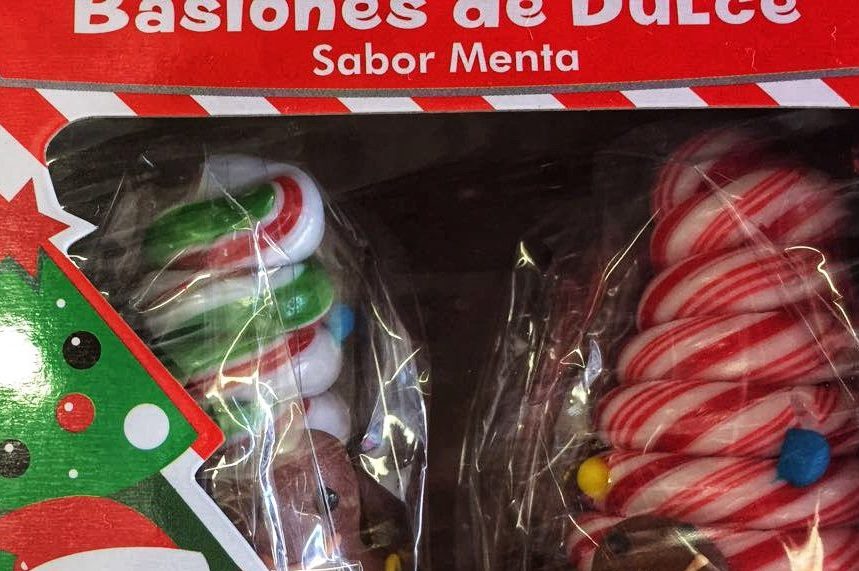 Bastones de DuLce
Sabor Menta